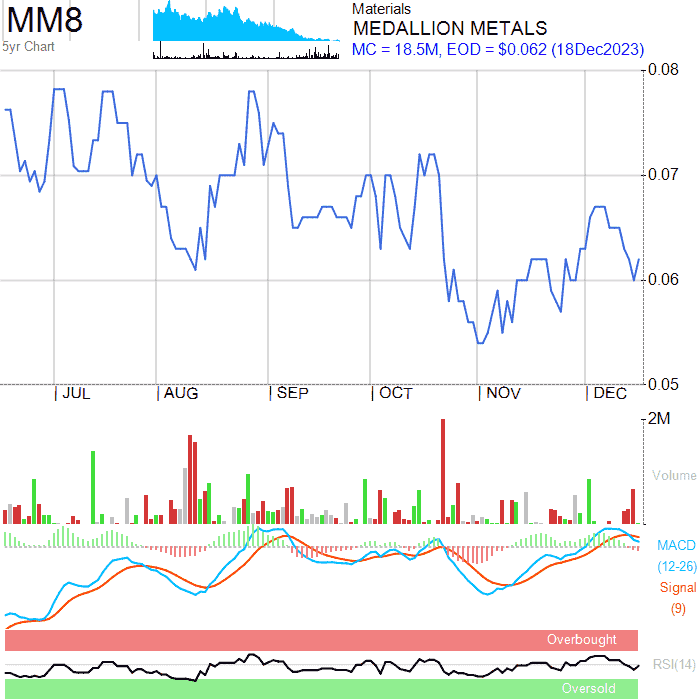 MM8
5yr Chart
Materials
MEDALLION METALS
MC = 18.5M, EOD = $0.062 (18Dec2023)
0.08
0.07
0.06
0.05
JUL AUG SEP OCT NOV DEC
2M
Volume
MACD
(12-26)
Signal
(9)
Overbought
RSI(14)
Oversold